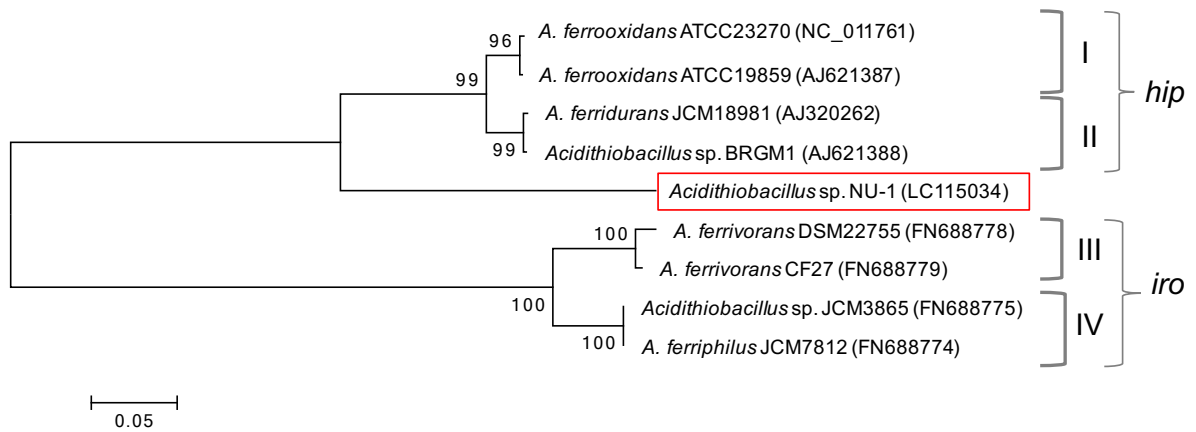 A. ferrooxidans ATCC23270 (NC_011761)
96
I
A. ferrooxidans ATCC19859 (AJ621387)
99
hip
A. ferridurans JCM18981 (AJ320262)
II
99
Acidithiobacillus sp. BRGM1 (AJ621388)
Acidithiobacillus sp. NU-1 (LC115034)
A. ferrivorans DSM22755 (FN688778)
100
III
A. ferrivorans CF27 (FN688779)
iro
100
Acidithiobacillus sp. JCM3865 (FN688775)
IV
100
A. ferriphilus JCM7812 (FN688774)
0.05